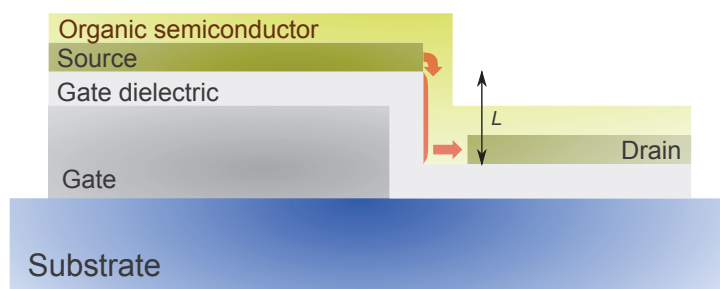 Organic semiconductor
Source
Gate dielectric
L
Drain
Gate
Substrate